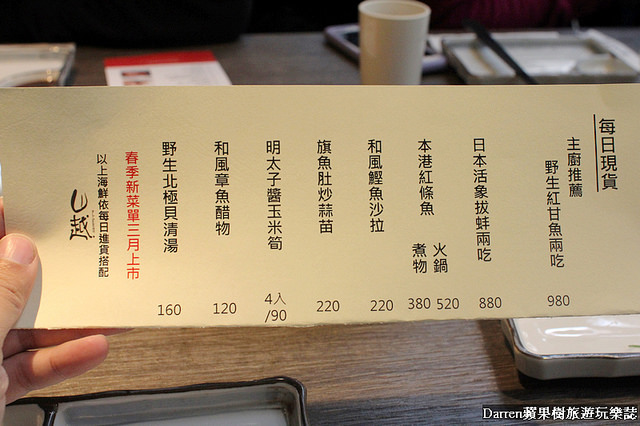 每日現貨
主廚推薦
野生紅甘魚兩吃
980
日本活象拔蚌兩吃
880
本港紅條魚
火鍋
520
煮物
380
和風鰹魚沙拉
220
旗魚肚炒蒜苗
220
明太子醬玉米筍
4入
/90
和風章魚醋物
120
野生北極貝清湯
160
春季新菜單三月上市
以上海鮮依每日進貨搭配
Darren蘋果樹旅遊玩樂誌